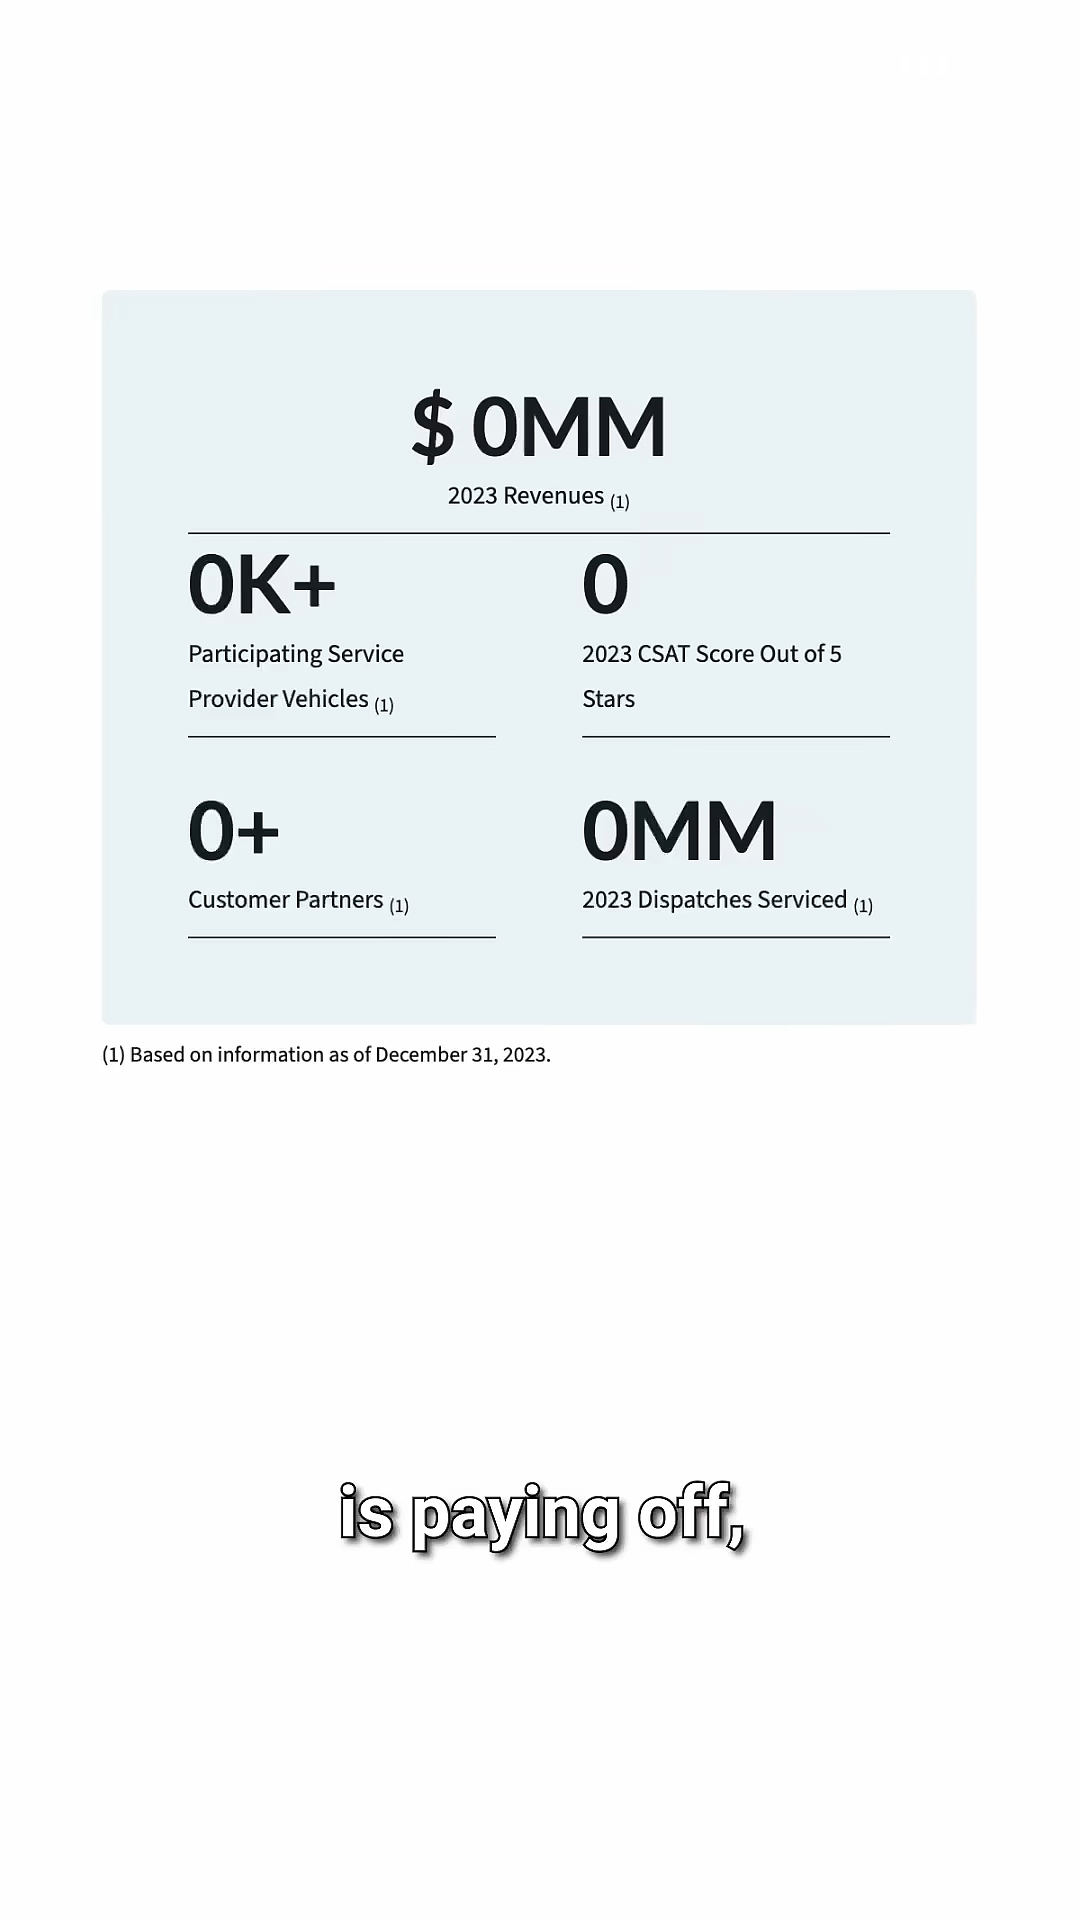 $ 0MM
2023 Revenues (1)
0K+
Participating Service
Provider Vehicles (1)
0
2023 CSAT Score Out of 5
Stars
0+
Customer Partners (1)
0MM
2023 Dispatches Serviced (1)
(1) Based on information as of December 31, 2023.
is paying off,